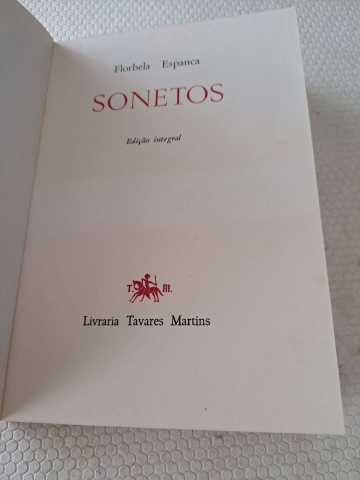 Florbela Espanca
SONETOS
Edição integral
T. M.
Livraria Tavares Martins